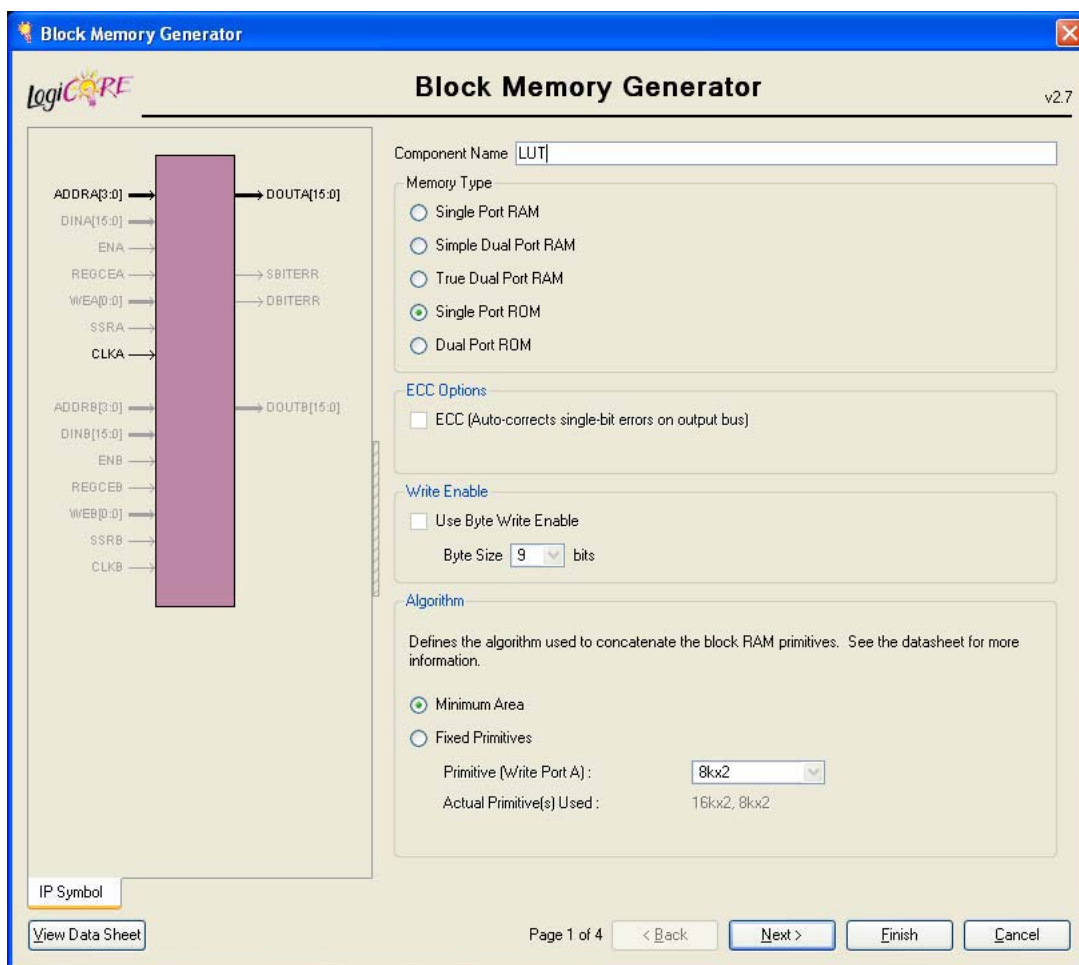 Block Memory Generator
LogiCORE
Block Memory Generator
v2.7
ADDRA[3:0]
DOUTA[15:0]
DINA[15:0]
ENA
REGCEA
SBITERR
WEA[0:0]
DBITERR
SSRA
CLKA
ADDRB[3:0]
DOUTB[15:0]
DINB[15:0]
ENB
REGCEB
WEB[0:0]
SSRB
CLKB
IP Symbol
Component Name LUT
Memory Type
Single Port RAM
Simple Dual Port RAM
True Dual Port RAM
Single Port ROM
Dual Port ROM
ECC Options
ECC (Auto-corrects single-bit errors on output bus)
Write Enable
Use Byte Write Enable
Byte Size 9 bits
Algorithm
Defines the algorithm used to concatenate the block RAM primitives. See the datasheet for more
information.
Minimum Area
Fixed Primitives
Primitive (Write Port A) : 8kx2
Actual Primitive(s) Used : 16kx2, 8kx2
View Data Sheet
Page 1 of 4
< Back
Next >
Finish
Cancel